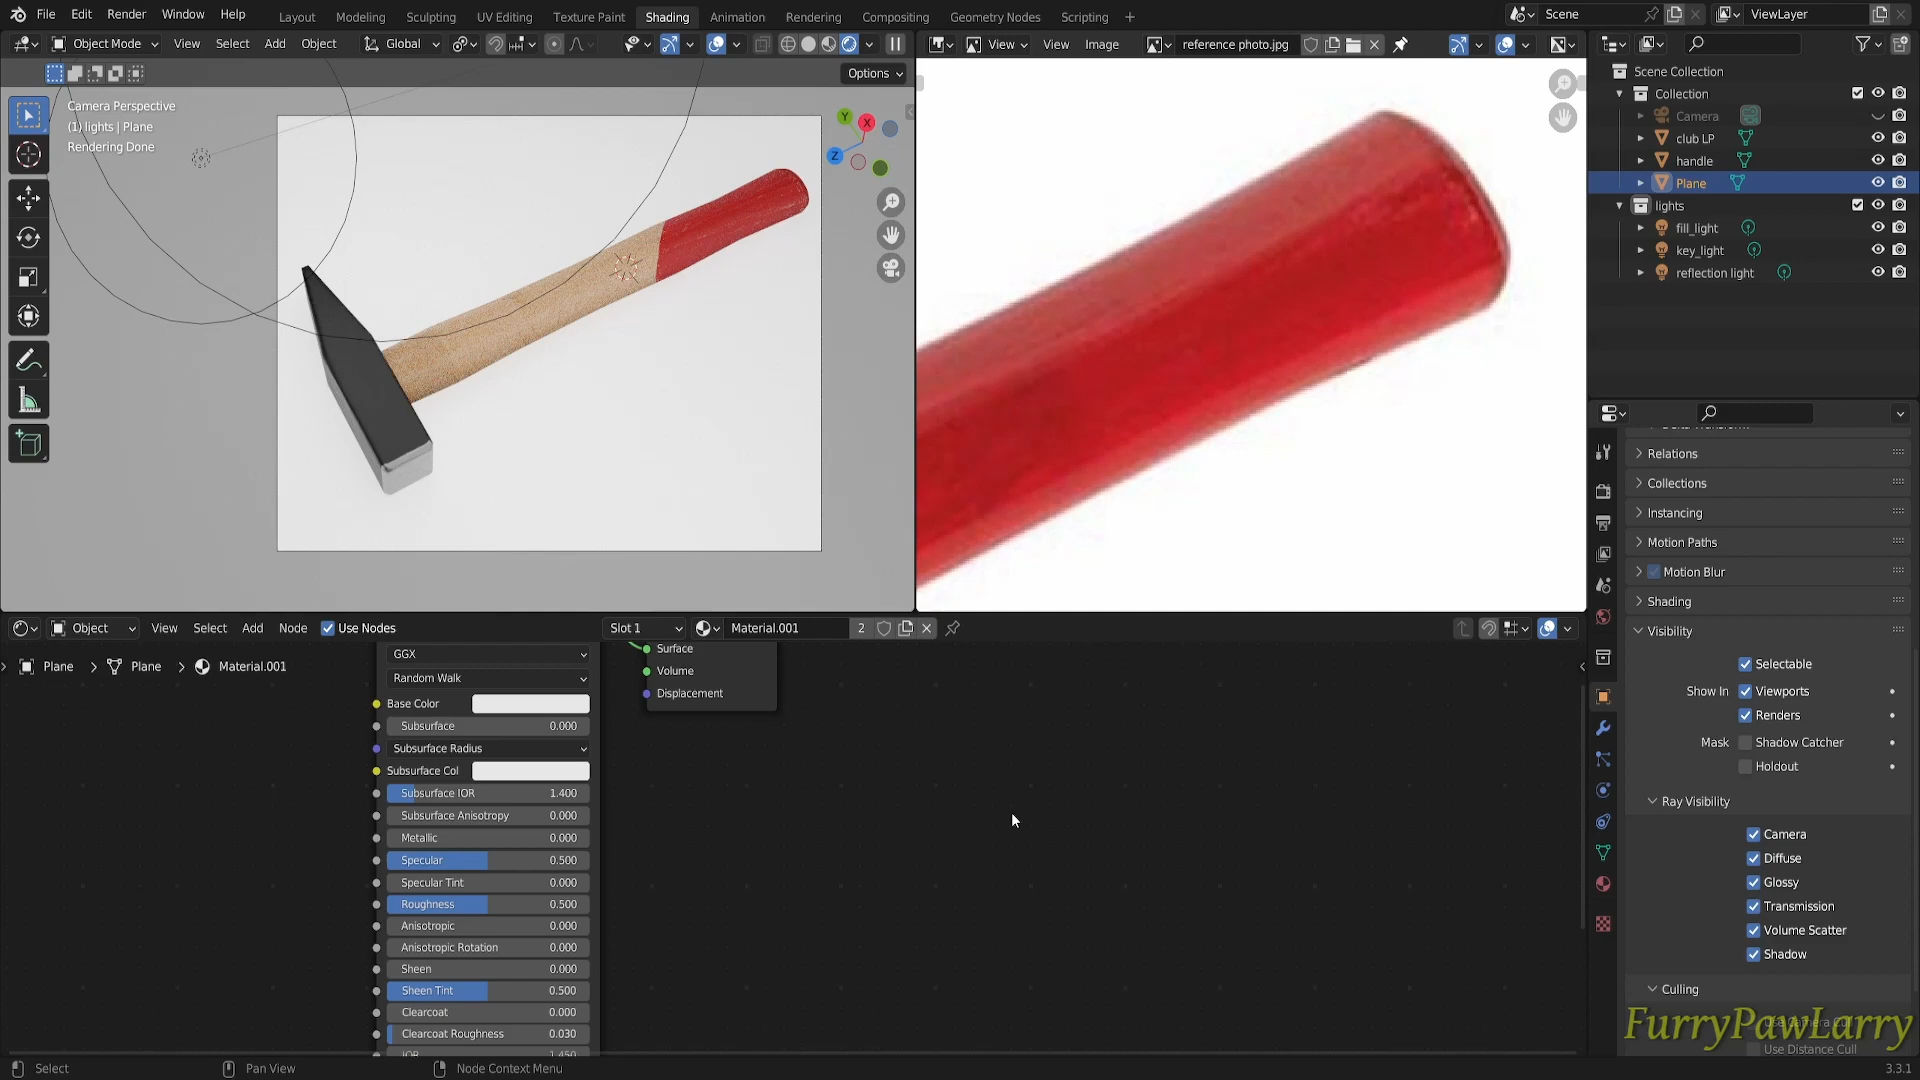 File Edit Render Window Help
Layout Modeling Sculpting UV Editing Texture Paint Shading Animation Rendering Compositing Geometry Nodes Scripting
Scene
ViewLayer
Object Mode View Select Add Object Global
View View Image reference photo.jpg
Options
Camera Perspective
(1) lights | Plane
Rendering Done
Y
X
Z
Scene Collection
Collection
Camera
club LP
handle
Plane
lights
fill_light
key_light
reflection light
Relations
Collections
Instancing
Motion Paths
Motion Blur
Shading
Visibility
Selectable
Show In Viewports
Renders
Mask Shadow Catcher
Holdout
Ray Visibility
Camera
Diffuse
Glossy
Transmission
Volume Scatter
Shadow
Culling
Use Distance Cull
Object View Select Add Node Use Nodes Slot 1 Material.001 2
Plane Plane Material.001
GGX
Random Walk
Base Color
Subsurface 0.000
Subsurface Radius
Subsurface Col
Subsurface IOR 1.400
Subsurface Anisotropy 0.000
Metallic 0.000
Specular 0.500
Specular Tint 0.000
Roughness 0.500
Anisotropic 0.000
Anisotropic Rotation 0.000
Sheen 0.000
Sheen Tint 0.500
Clearcoat 0.000
Clearcoat Roughness 0.030
IOR 1.450
Surface
Volume
Displacement
FurryPawLarry
Select Pan View Node Context Menu
3.3.1